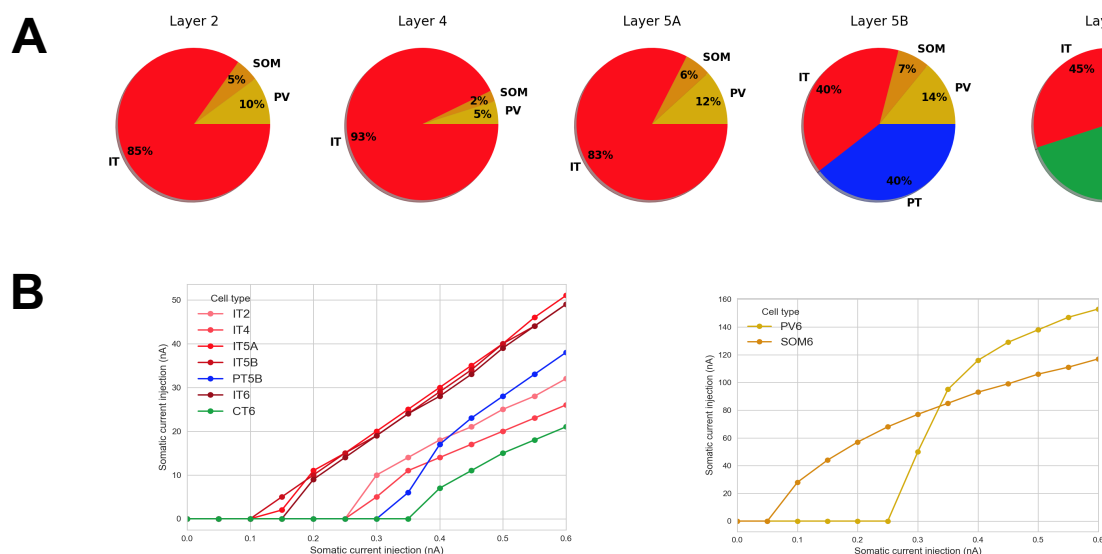 A
Layer 2
Layer 4
Layer 5A
Layer 5B
Lay
IT
85%
SOM
5%
PV
10%
IT
93%
SOM
2%
PV
5%
IT
83%
SOM
6%
PV
12%
IT
40%
SOM
7%
PV
14%
40%
PT
IT
45%
B
Somatic current injection (nA)
50
40
30
20
10
0
Cell type
IT2
IT4
IT5A
IT5B
PT5B
IT6
CT6
0.0 0.1 0.2 0.3 0.4 0.5 0.6
Somatic current injection (nA)
Somatic current injection (nA)
160
140
120
100
80
60
40
20
0
Cell type
PV6
SOM6
0.0 0.1 0.2 0.3 0.4 0.5 0.6
Somatic current injection (nA)